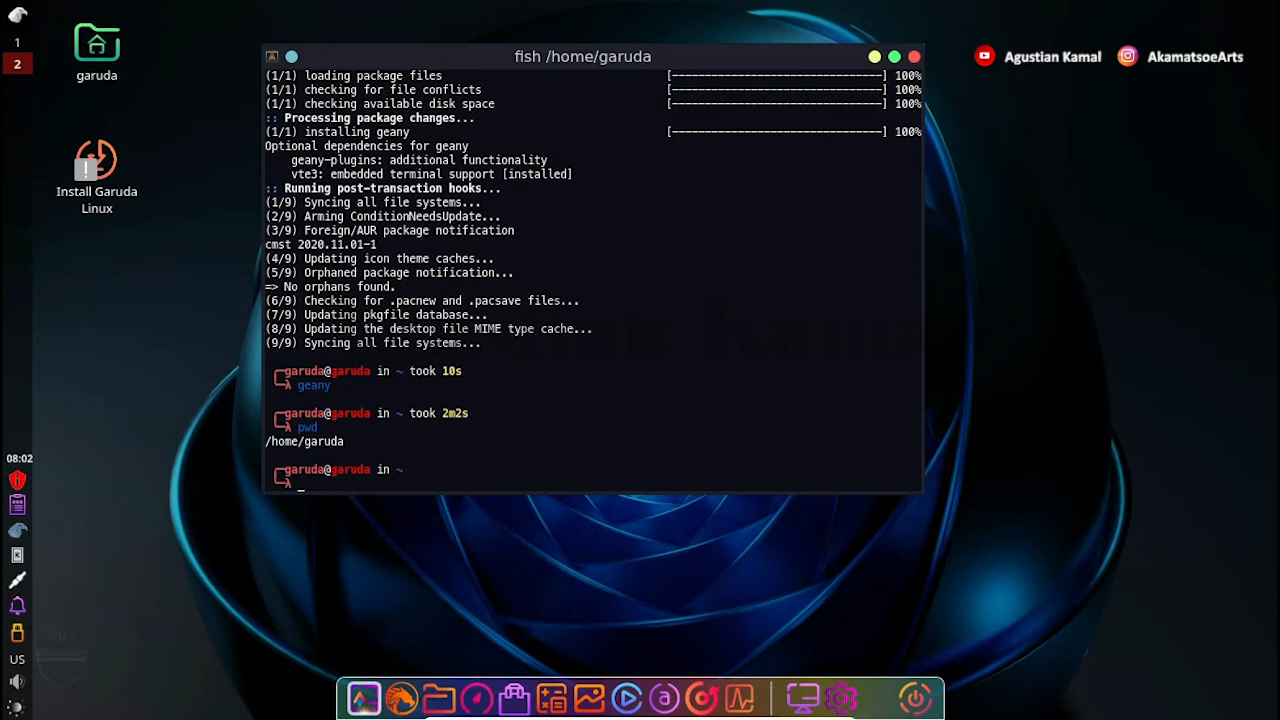 1
2
garuda
Install Garuda
Linux
Agustian Kamal
AkamatsoeArts
fish /home/garuda
(1/1) loading package files [--------------------------------] 100%
(1/1) checking for file conflicts [--------------------------------] 100%
(1/1) checking available disk space [--------------------------------] 100%
:: Processing package changes...
(1/1) installing geany [--------------------------------] 100%
Optional dependencies for geany
geany-plugins: additional functionality
vte3: embedded terminal support [installed]
:: Running post-transaction hooks...
(1/9) Syncing all file systems...
(2/9) Arming ConditionNeedsUpdate...
(3/9) Foreign/AUR package notification
cmst 2020.11.01-1
(4/9) Updating icon theme caches...
(5/9) Orphaned package notification...
=> No orphans found.
(6/9) Checking for .pacnew and .pacsave files...
(7/9) Updating pkgfile database...
(8/9) Updating the desktop file MIME type cache...
(9/9) Syncing all file systems...
garuda@garuda in ~ took 10s
λ geany
garuda@garuda in ~ took 2m2s
λ pwd
/home/garuda
garuda@garuda in ~
λ _
08:02
US